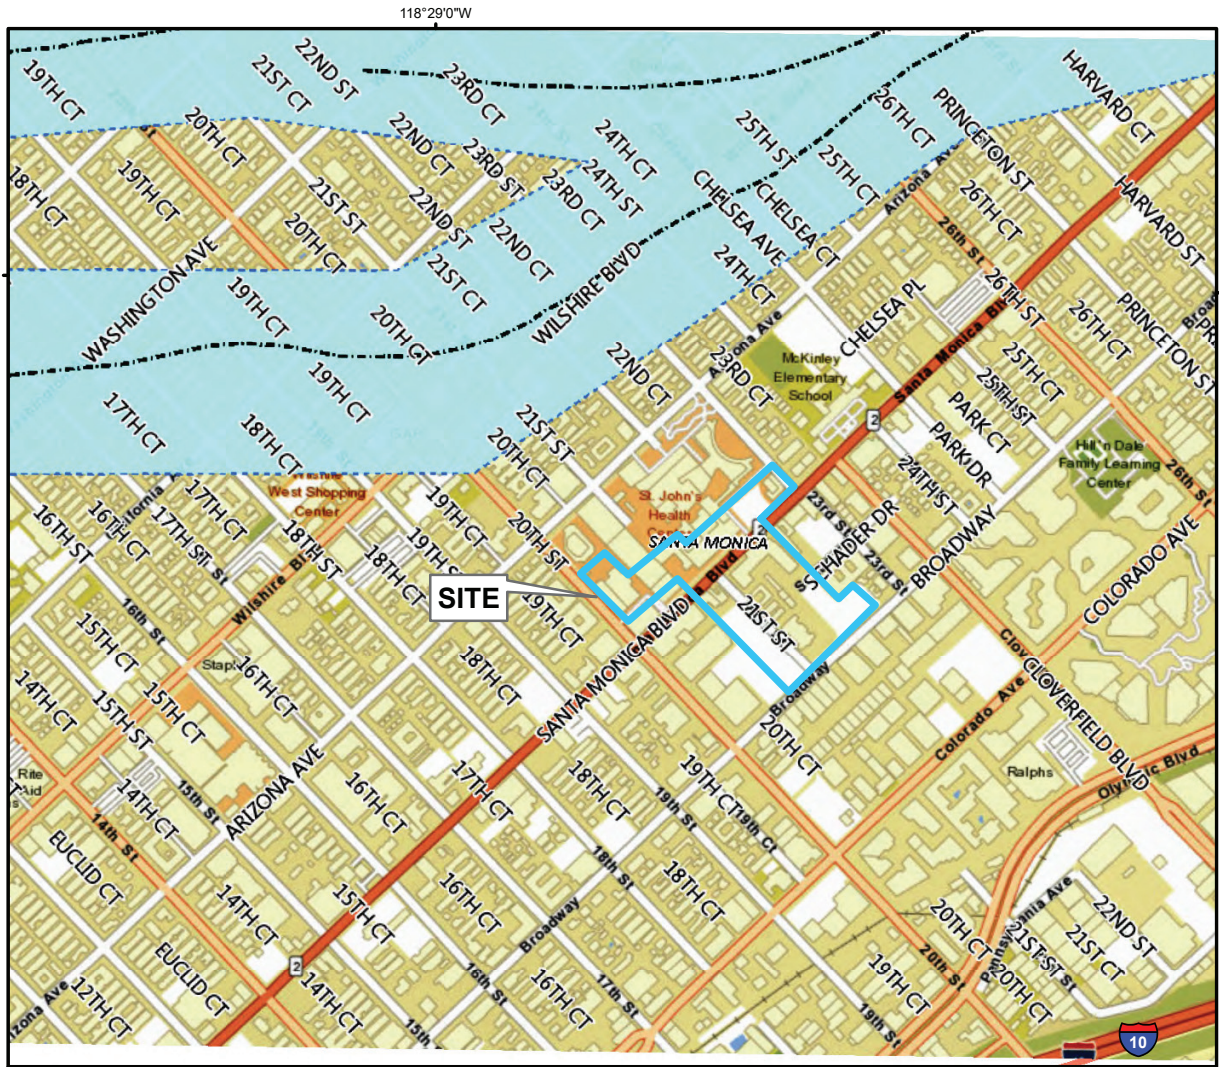 118°29'0"W
19TH CT
21ST CT
22ND ST
23RD CT
24TH CT
25TH ST
26TH CT
PRINCETON ST
HARVARD CT
20TH CT
22ND CT
23RD ST
24TH ST
25TH CT
18TH CT
19TH CT
21ST ST
22ND ST
23RD CT
CHELSEA AVE
CHELSEA CT
Arizona Av
26TH CT
HARVARD ST
20TH CT
22ND CT
26th St
WASHINGTON AVE
21ST CT
WILSHIRE BLVD
24TH CT
CHELSEA PL
26TH ST
26TH CT
PRINCETON ST
19TH CT
20TH CT
22ND CT
23RD CT
McKinley
Elementary
School
Santa Monica Blv
25TH CT
25TH ST
19TH CT
17TH CT
18TH CT
21ST ST
20TH CT
2
PARK CT
PARK DR
Hill 'n Dale
Family Learning
Center
26th St
West Shopping
Center
St. John's
Health
SANTA MONICA
2
24TH ST
23rd St
23rd St
BROADWAY
COLORADO AVE
16TH ST
16TH CT
17TH CT
17TH ST
18TH ST
18TH CT
19TH CT
19TH ST
20TH ST
SITE
19TH CT
Blvd
21ST ST
16th St
Wilshire Bl
15TH CT
16TH CT
18TH CT
SANTA MONICA BLVD
Broadway
CLOVERFIELD BLVD
Colorado Ave
14TH CT
15TH ST
15TH CT
20TH CT
Olympic Blvd
Ralphs
Rite
Aid
15th St
14TH CT
ARIZONA AVE
16TH CT
17TH CT
18TH CT
19TH CT
19th St
19th Ct
14th St
EUCLID CT
14TH CT
15TH CT
16TH CT
18th St
18TH CT
Broadway
20TH CT
21ST ST
21ST CT
22ND ST
20TH CT
20th St
19TH CT
EUCLID CT
2
14TH CT
12TH CT
15th
16th St
16TH CT
17th St
19th St
10